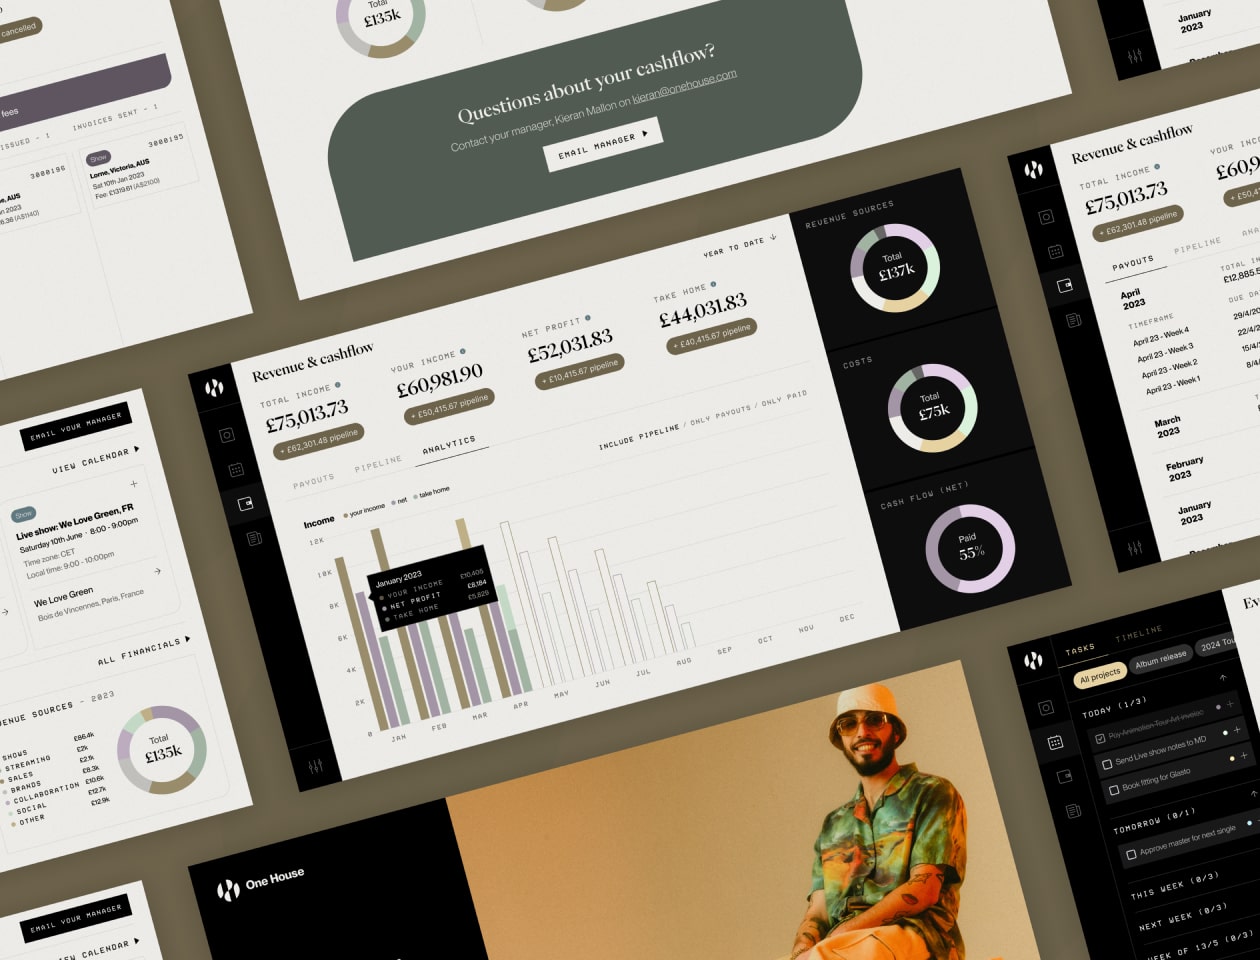 cancelled
fees
ISSUED - 1
INVOICES SENT - 1
3000196
AUS
2023
(A$1140)
Show
3000195
Lorne, Victoria, AUS
Sat 10th Jan 2023
Fee: £1319.61 (A$2100)
Total
£135k
Questions about your cashflow?
Contact your manager, Kieran Mallon on kieran@onehouse.com
EMAIL MANAGER
January
2023
EMAIL YOUR MANAGER
VIEW CALENDAR
Show
Live show: We Love Green, FR
Saturday 10th June · 8:00 - 9:00pm
Time zone: CET
Local time: 9:00 - 10:00pm
We Love Green
Bois de Vincennes, Paris, France
ALL FINANCIALS
REVENUE SOURCES - 2023
SHOWS £86.4k
STREAMING £2k
SALES £2.1k
BRANDS £8.3k
COLLABORATION £10.6k
SOCIAL £12.7k
OTHER £12.9k
Total
£135k
EMAIL YOUR MANAGER
VIEW CALENDAR
Revenue & cashflow
YEAR TO DATE
TOTAL INCOME
£75,013.73
+ £62,301.48 pipeline
YOUR INCOME
£60,981.90
+ £50,415.67 pipeline
NET PROFIT
£52,031.83
+ £10,415.67 pipeline
TAKE HOME
£44,031.83
+ £40,415.67 pipeline
PAYOUTS
PIPELINE
ANALYTICS
INCLUDE PIPELINE / ONLY PAYOUTS / ONLY PAID
Income
your income
net
take home
12K
10K
8K
6K
4K
2K
0
January 2023
YOUR INCOME £10,405
NET PROFIT £8,184
TAKE HOME £5,829
JAN
FEB
MAR
APR
MAY
JUN
JUL
AUG
SEP
OCT
NOV
DEC
REVENUE SOURCES
Total
£137k
COSTS
Total
£75k
CASH FLOW (NET)
Paid
55%
Revenue & cashflow
TOTAL INCOME
£75,013.73
+ £62,301.48 pipeline
YOUR INC
£60,9
+ £50,4
PAYOUTS
PIPELINE
ANA
April
2023
TOTAL IN
£12,885.5
TIMEFRAME
DUE DA
April 23 - Week 4
29/4/20
April 23 - Week 3
22/4/2
April 23 - Week 2
15/4/
April 23 - Week 1
8/4/
March
2023
February
2023
January
2023
One House
TASKS
TIMELINE
All projects
Album release
2024 Tou
TODAY (1/3)
Pay Animation Tour Art invoice
Send Live show notes to MD
Book fitting for Glasto
TOMORROW (0/1)
Approve master for next single
THIS WEEK (0/3)
NEXT WEEK (0/3)
WEEK OF 13/5 (0/3)
Ev